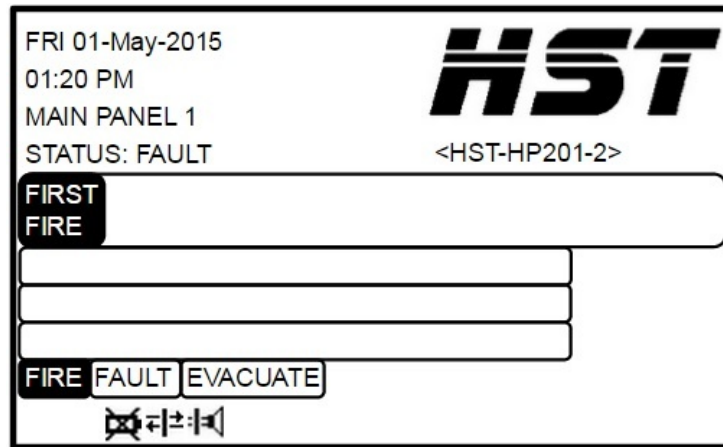 FRI 01-May-2015
HST
01:20 PM
MAIN PANEL 1
STATUS: FAULT <HST-HP201-2>
FIRST
FIRE
FIRE FAULT EVACUATE